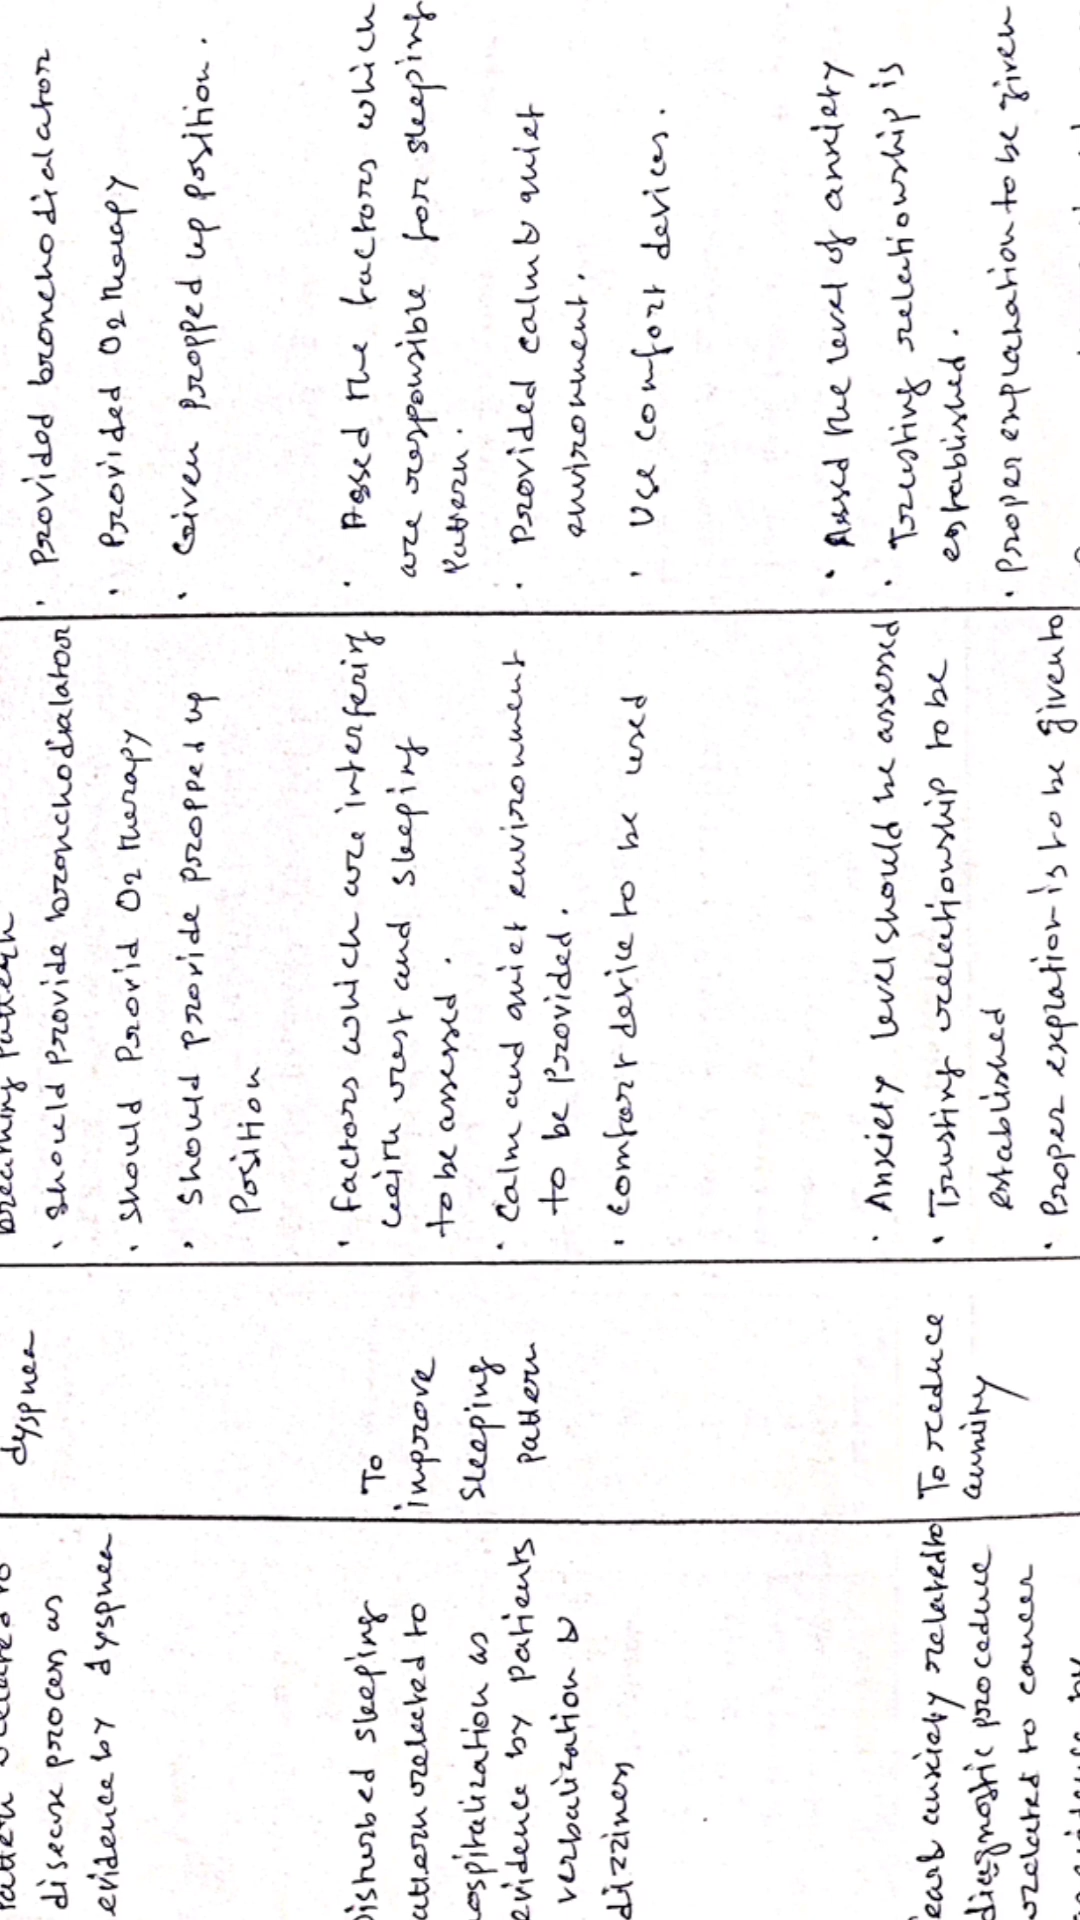 disease process as
evidence by dyspnea
Disturbed sleeping
pattern related to
hospitalization as
evidence by patients
verbalization &
dizziness
Fear & anxiety related to
diagnostic procedure
related to cancer
dyspnea
To
improve
sleeping
pattern
To reduce
breathing pattern
· should provide bronchodialator
· should Provid O2 therapy
· should provide propped up
Position
· factors which are interfering
rest and sleeping
to be assessed.
· Calm and quiet environment
to be Provided.
· comfort device to be used
· Anxiety level should be assessed
· Trusting relationship to be
established
· Proper expration is to be given to
· Provided bronchodialator
· Provided O2 therapy
· Given propped up position.
· Assed the factors which
are responsible for sleeping
Pattern.
· Provided calm & quiet
environment.
· Use comfort devices.
· Assed the level of anxiety
· Trusting relationship is
established.
· Proper explanation to be given